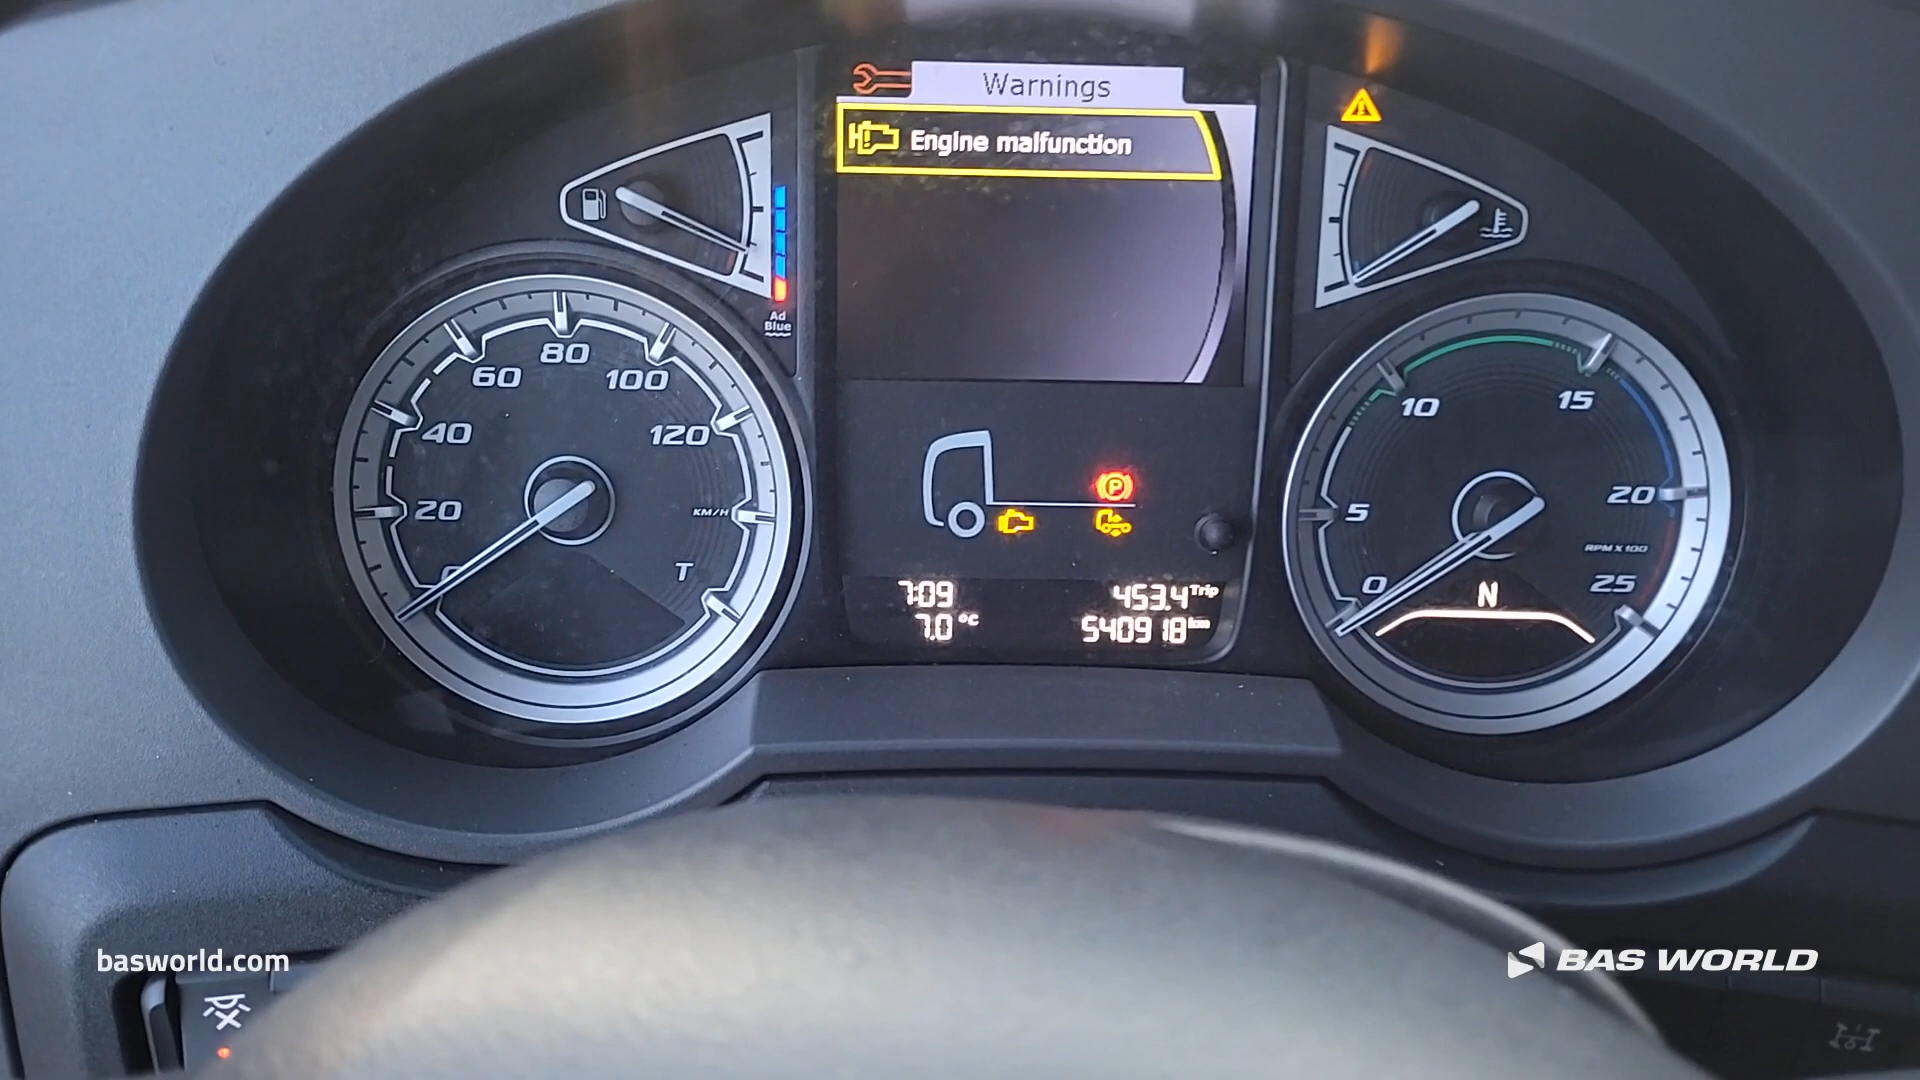 Warnings
Engine malfunction
Ad
Blue
0
20
40
60
80
100
120
KM/H
T
P
7:09
453.4 Trip
7.0 °C
540918 km
0
5
10
15
20
25
RPM X 100
N
basworld.com
BAS WORLD